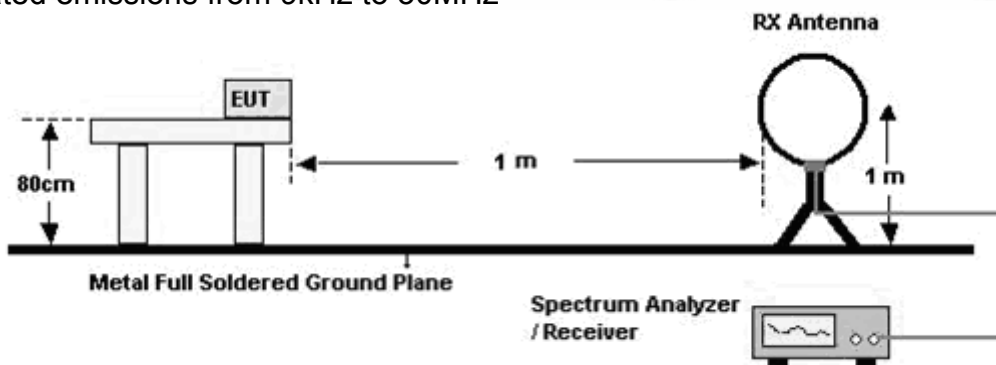 emissions from 9kHz to 30MHz
RX Antenna
EUT
1 m
80cm
1 m
Metal Full Soldered Ground Plane
Spectrum Analyzer
/ Receiver